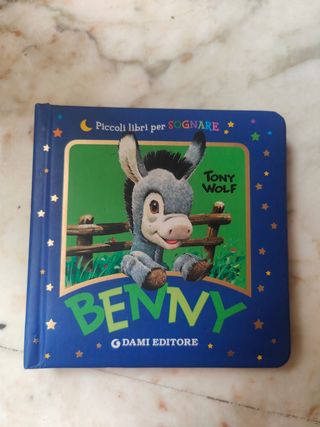 Piccoli libri per SOGNARE
TONY
WOLF
BENNY
G DAMI EDITORE